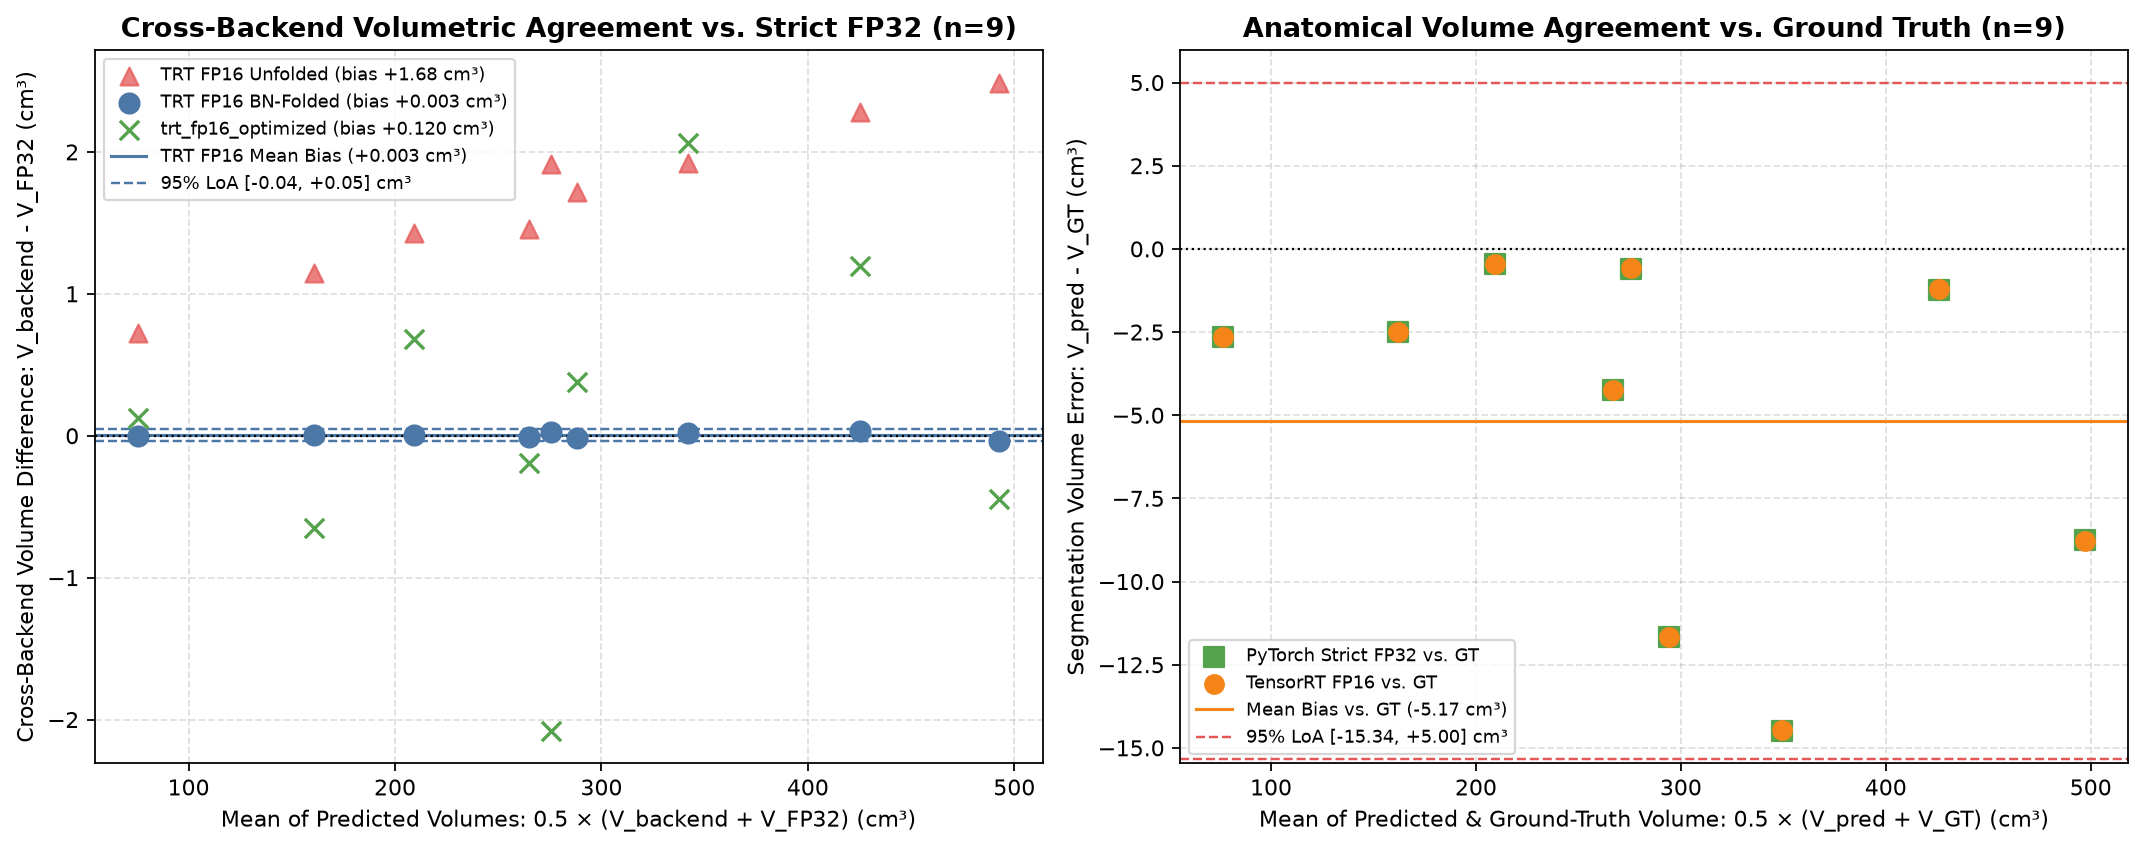 Cross-Backend Volumetric Agreement vs. Strict FP32 (n=9)
Cross-Backend Volume Difference: V_backend - V_FP32 (cm³)
TRT FP16 Unfolded (bias +1.68 cm³)
TRT FP16 BN-Folded (bias +0.003 cm³)
trt_fp16_optimized (bias +0.120 cm³)
TRT FP16 Mean Bias (+0.003 cm³)
95% LoA [-0.04, +0.05] cm³
2
1
0
−1
−2
100 200 300 400 500
Mean of Predicted Volumes: 0.5 × (V_backend + V_FP32) (cm³)
Anatomical Volume Agreement vs. Ground Truth (n=9)
Segmentation Volume Error: V_pred - V_GT (cm³)
5.0
2.5
0.0
−2.5
−5.0
−7.5
−10.0
−12.5
−15.0
PyTorch Strict FP32 vs. GT
TensorRT FP16 vs. GT
Mean Bias vs. GT (-5.17 cm³)
95% LoA [-15.34, +5.00] cm³
100 200 300 400 500
Mean of Predicted & Ground-Truth Volume: 0.5 × (V_pred + V_GT) (cm³)